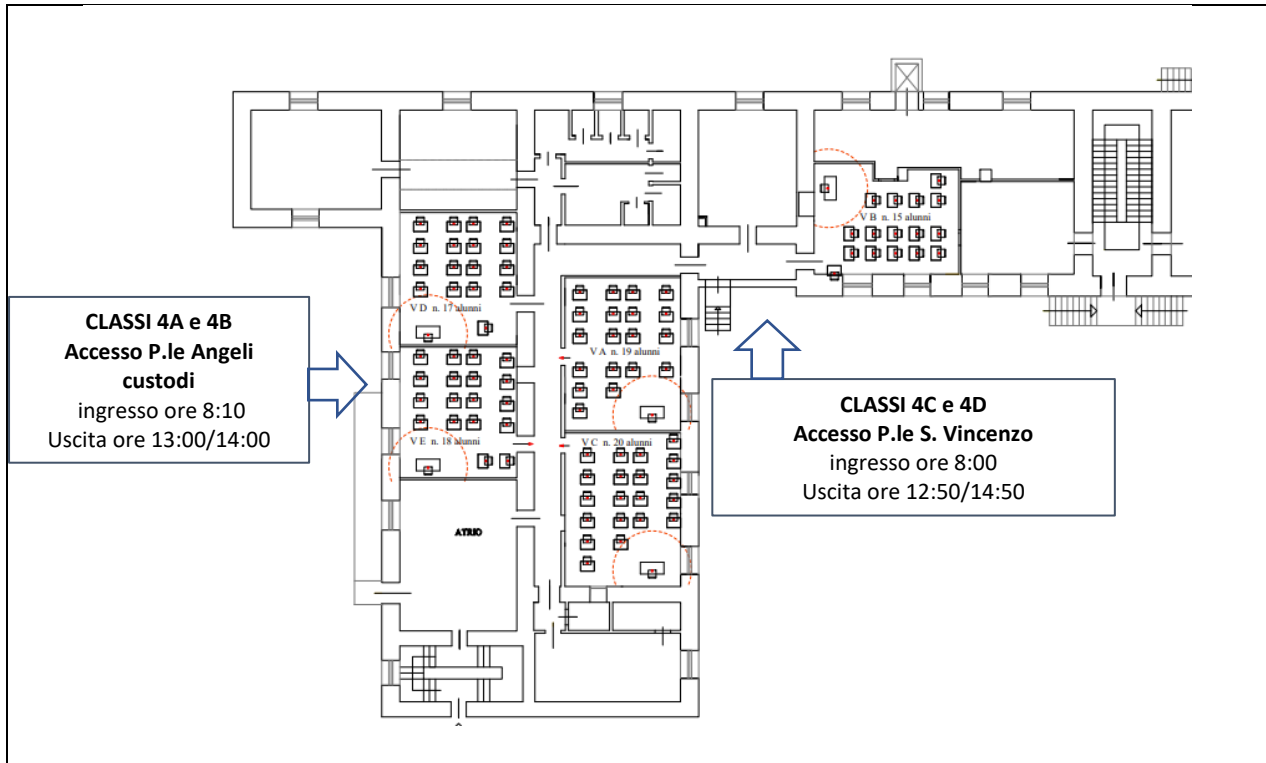 V B n. 15 alunni
V D n. 17 alunni
CLASSI 4A e 4B
Accesso P.le Angeli
custodi
ingresso ore 8:10
Uscita ore 13:00/14:00
V A n. 19 alunni
CLASSI 4C e 4D
Accesso P.le S. Vincenzo
ingresso ore 8:00
Uscita ore 12:50/14:50
V E n. 18 alunni
V C n. 20 alunni
ATRIO